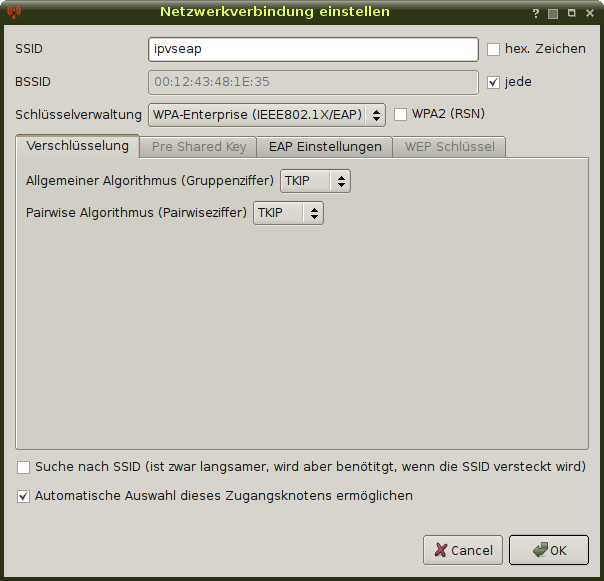 Netzwerkverbindung einstellen
SSID ipvseap hex. Zeichen
BSSID 00:12:43:48:1E:35 jede
Schlüsselverwaltung WPA-Enterprise (IEEE802.1X/EAP) WPA2 (RSN)
Verschlüsselung Pre Shared Key EAP Einstellungen WEP Schlüssel
Allgemeiner Algorithmus (Gruppenziffer) TKIP
Pairwise Algorithmus (Pairwiseziffer) TKIP
Suche nach SSID (ist zwar langsamer, wird aber benötitgt, wenn die SSID versteckt wird)
Automatische Auswahl dieses Zugangsknotens ermöglichen
Cancel OK